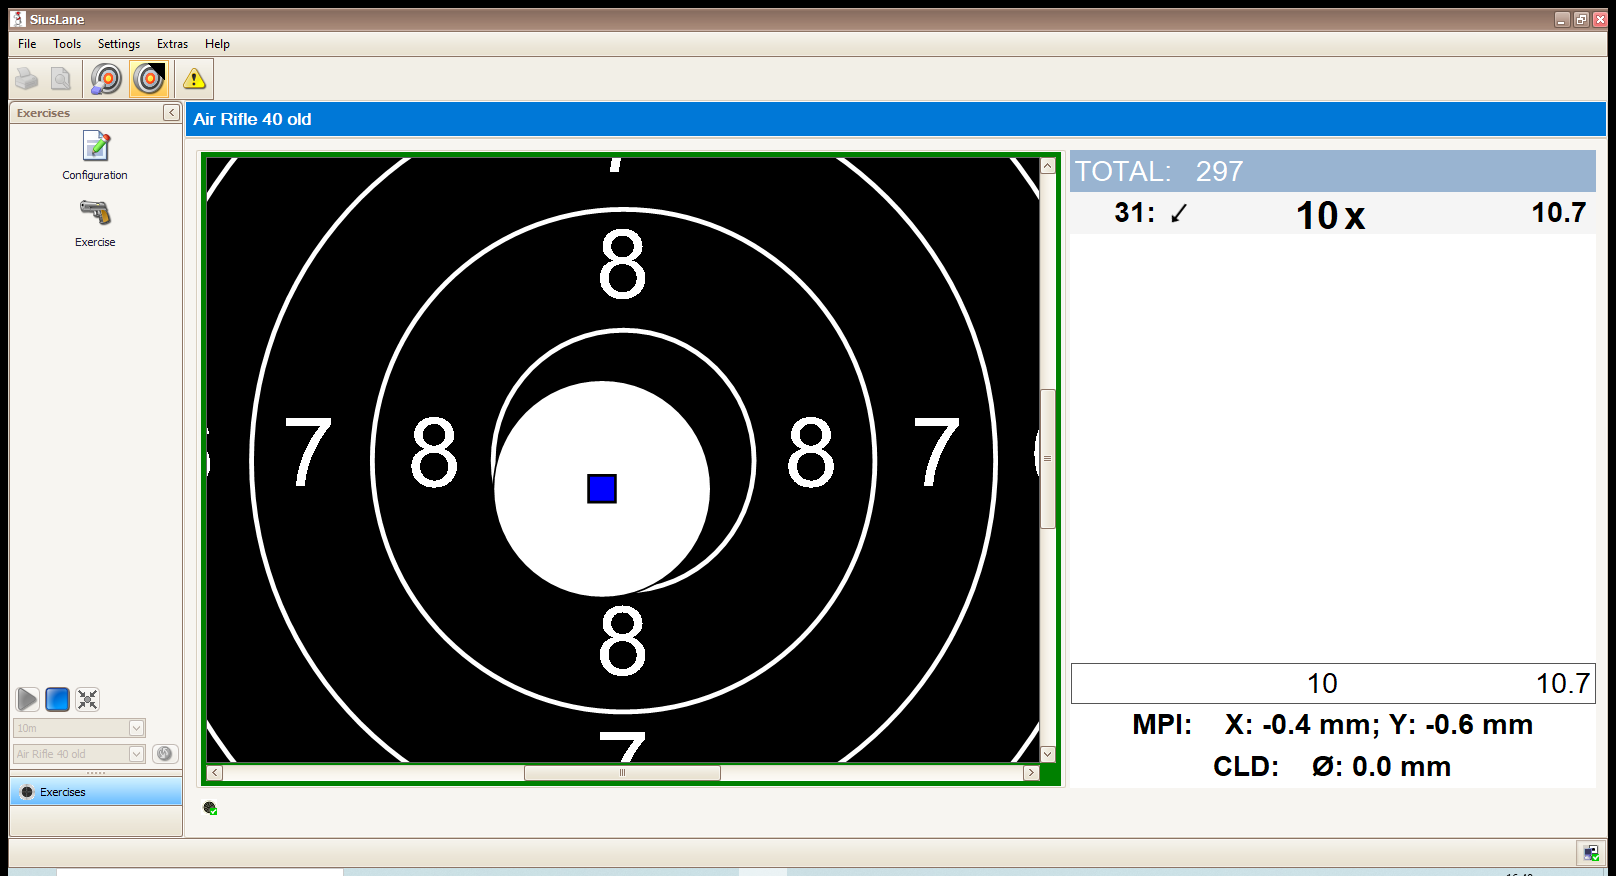 SiusLane
File Tools Settings Extras Help
Exercises
Configuration
Exercise
10m
Air Rifle 40 old
Exercises
Air Rifle 40 old
8
7 8 8 7
8
7
TOTAL: 297
31: 10 x 10.7
10 10.7
MPI: X: -0.4 mm; Y: -0.6 mm
CLD: Ø: 0.0 mm